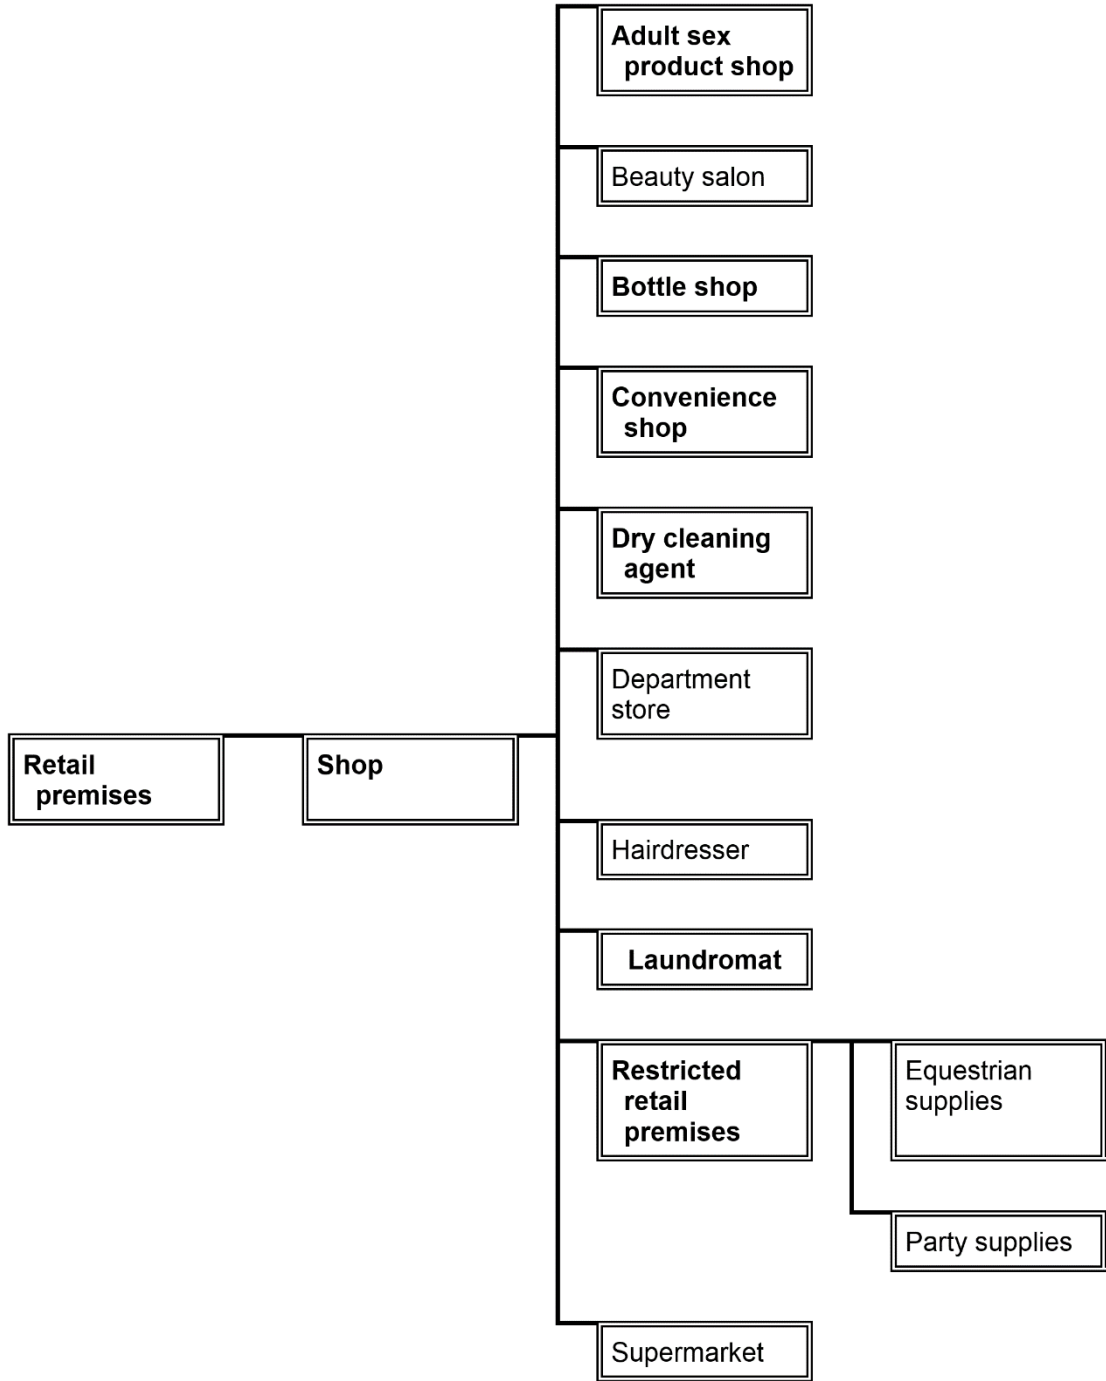 Adult sex
product shop
Beauty salon
Bottle shop
Convenience
shop
Dry cleaning
agent
Department
store
Retail
premises
Shop
Hairdresser
Laundromat
Restricted
retail
premises
Equestrian
supplies
Party supplies
Supermarket